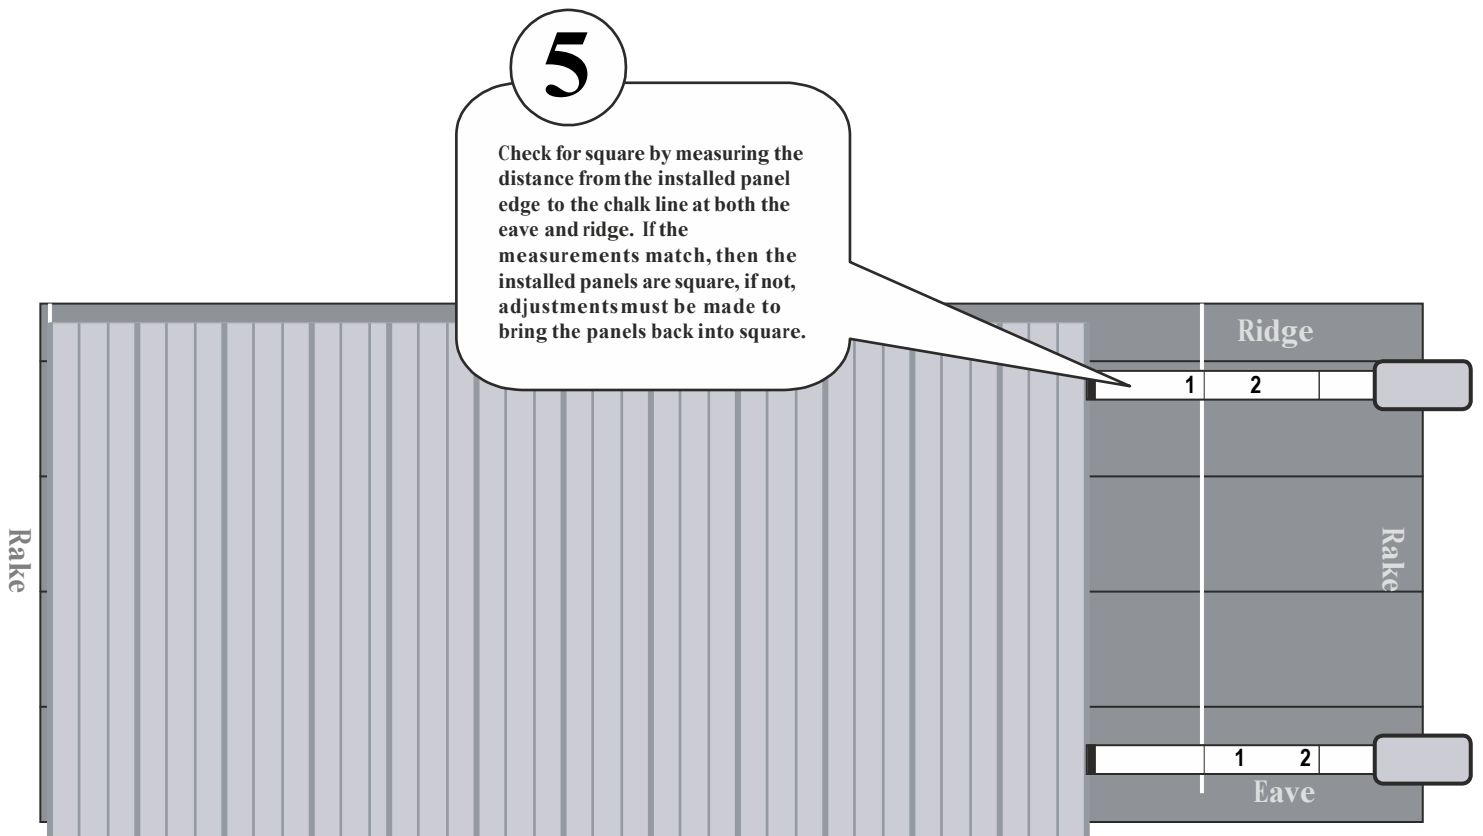 5
Check for square by measuring the
distance from the installed panel
edge to the chalk line at both the
eave and ridge. If the
measurements match, then the
installed panels are square, if not,
adjustments must be made to
bring the panels back into square.
Ridge
1 2
Rake
Rake
1 2
Eave